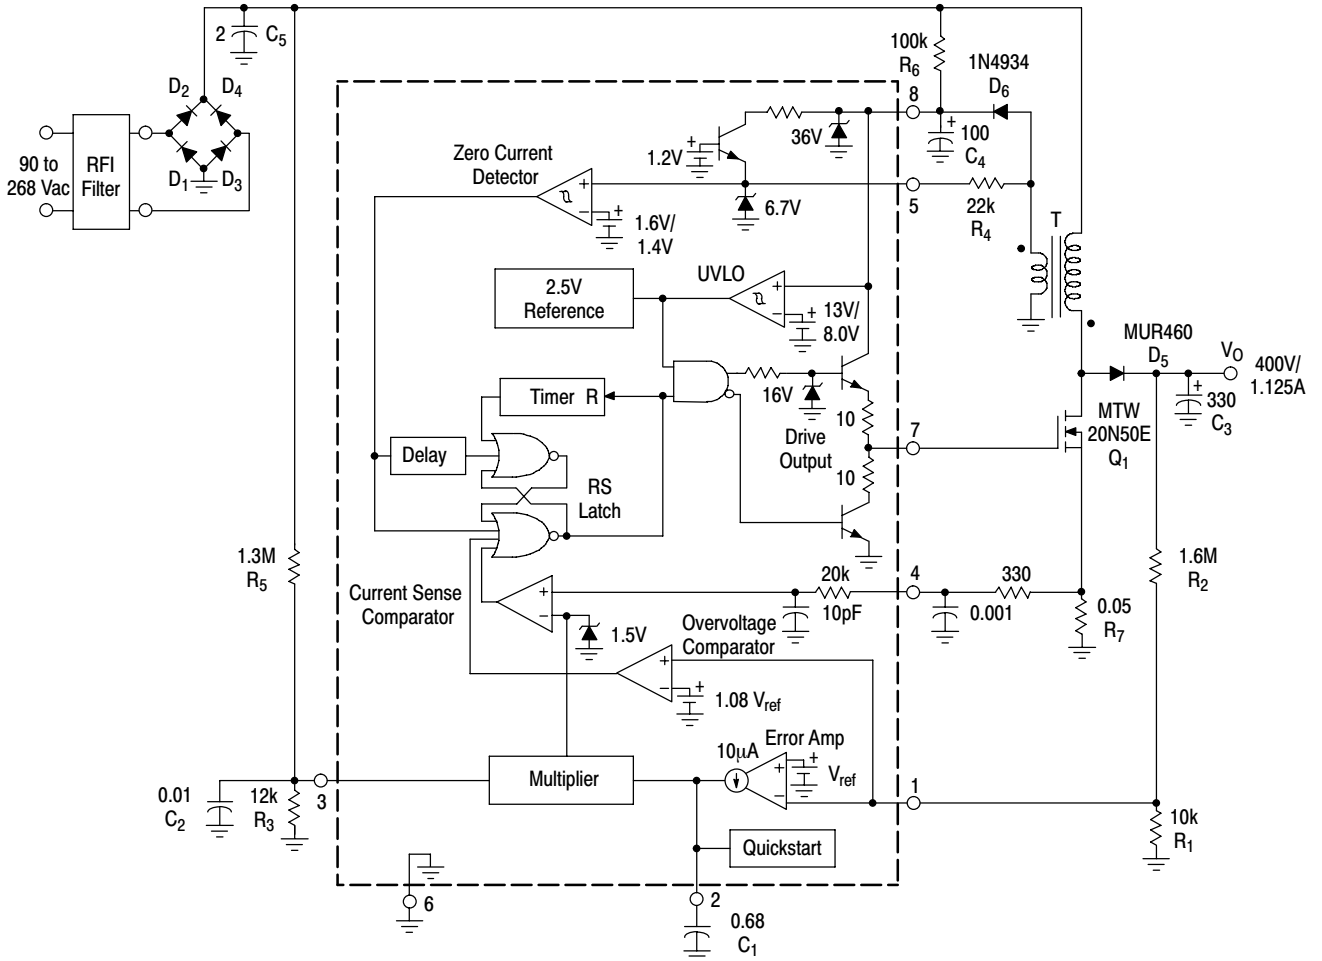 2
C5
100k
R6
1N4934
D6
D2
D4
8
36V
1.2V
100
C4
90 to
268 Vac
RFI
Filter
D1
D3
Zero Current
Detector
6.7V
5
22k
R4
T
1.6V/
1.4V
UVLO
2.5V
Reference
13V/
8.0V
MUR460
D5
VO
400V/
1.125A
Timer R
16V
10
330
C3
MTW
20N50E
Q1
Drive
Output
7
Delay
10
RS
Latch
1.3M
R5
20k
4
330
1.6M
R2
Current Sense
Comparator
10pF
0.001
0.05
R7
1.5V
Overvoltage
Comparator
1.08 Vref
10μA
Error Amp
Vref
Multiplier
1
0.01
C2
12k
R3
3
10k
R1
Quickstart
6
2
0.68
C1